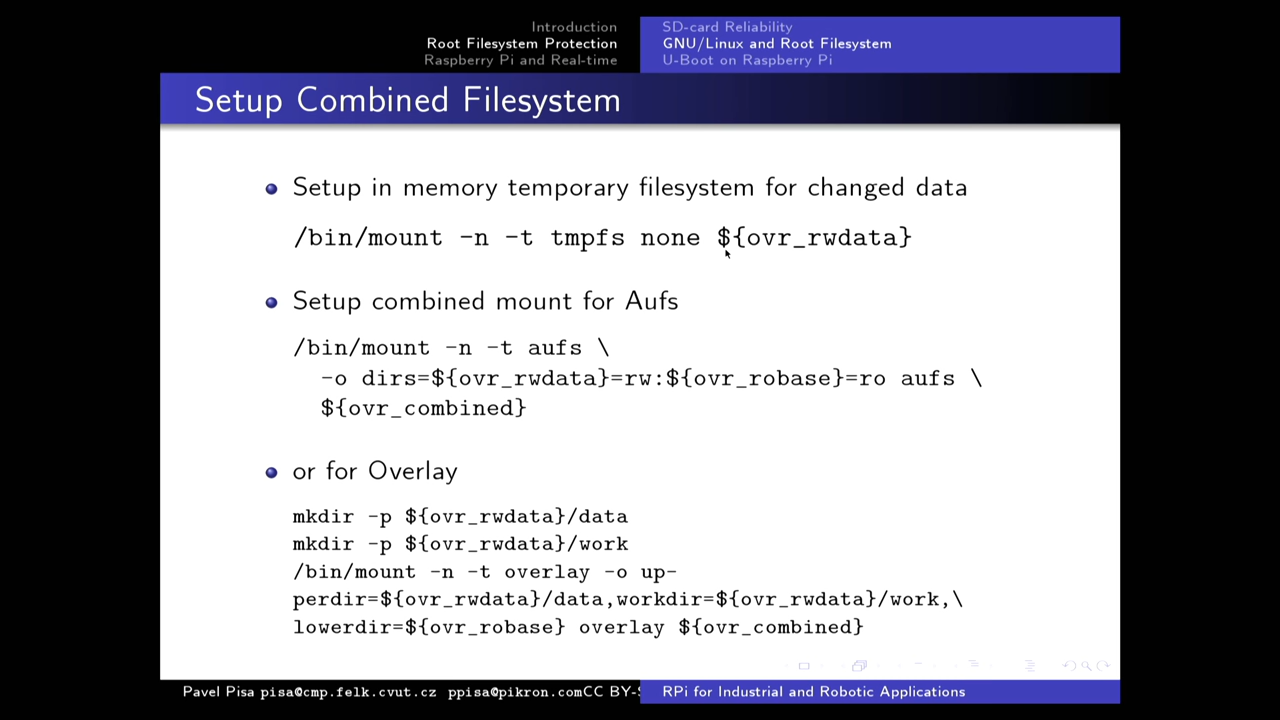 Introduction
Root Filesystem Protection
Raspberry Pi and Real-time
SD-card Reliability
GNU/Linux and Root Filesystem
U-Boot on Raspberry Pi
Setup Combined Filesystem
Setup in memory temporary filesystem for changed data
/bin/mount -n -t tmpfs none ${ovr_rwdata}
Setup combined mount for Aufs
/bin/mount -n -t aufs \
-o dirs=${ovr_rwdata}=rw:${ovr_robase}=ro aufs \
${ovr_combined}
or for Overlay
mkdir -p ${ovr_rwdata}/data
mkdir -p ${ovr_rwdata}/work
/bin/mount -n -t overlay -o up-
perdir=${ovr_rwdata}/data,workdir=${ovr_rwdata}/work,\
lowerdir=${ovr_robase} overlay ${ovr_combined}
Pavel Pisa pisa@cmp.felk.cvut.cz ppisa@pikron.comCC BY-
RPi for Industrial and Robotic Applications